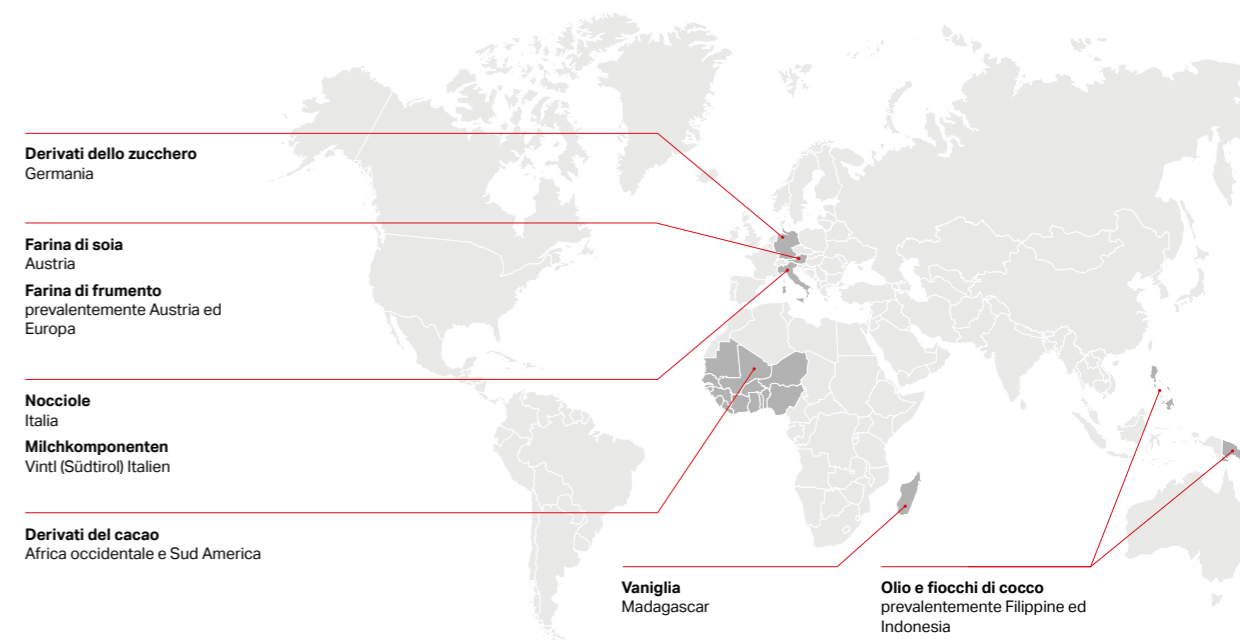 Derivati dello zucchero
Germania
Farina di soia
Austria
Farina di frumento
prevalentemente Austria ed
Europa
Nocciole
Italia
Milchkomponenten
Vintl (Südtirol) Italien
Derivati del cacao
Africa occidentale e Sud America
Vaniglia
Madagascar
Olio e fiocchi di cocco
prevalentemente Filippine ed
Indonesia